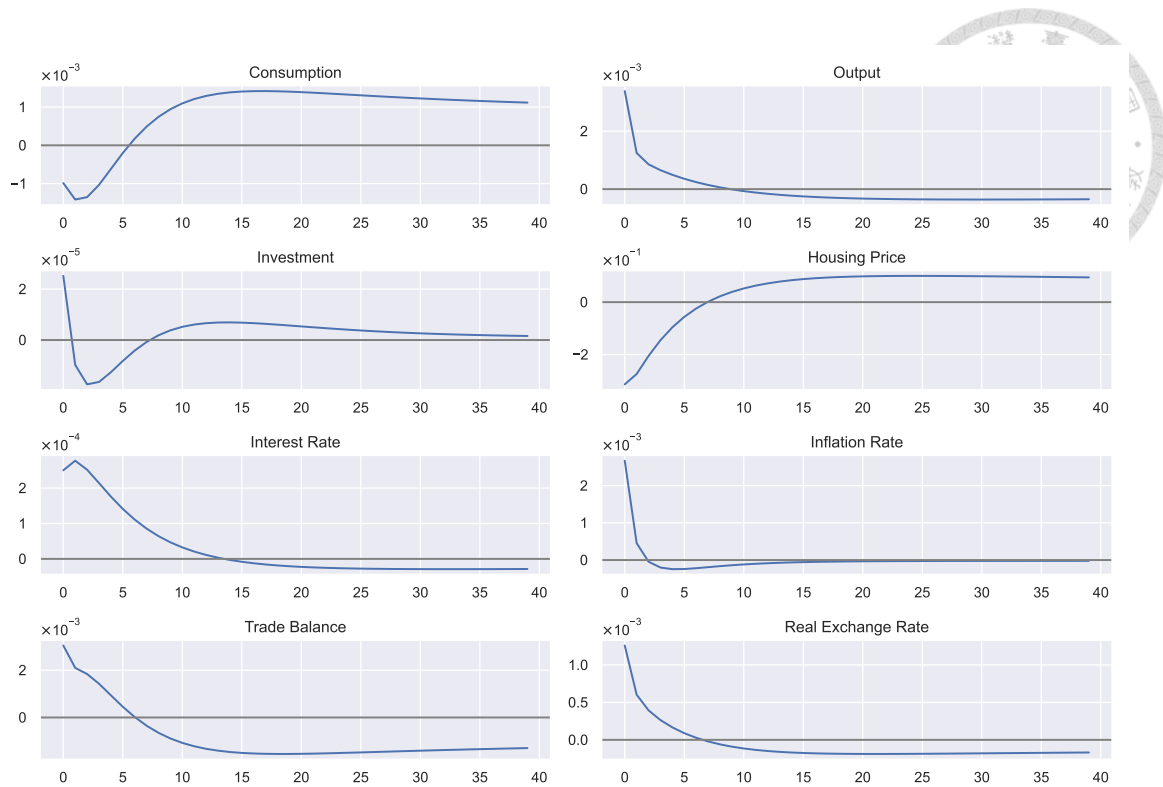 ×10⁻³
Consumption
1
0
−1
0 5 10 15 20 25 30 35 40
×10⁻³
Output
2
0
0 5 10 15 20 25 30 35 40
×10⁻⁵
Investment
2
0
0 5 10 15 20 25 30 35 40
×10⁻¹
Housing Price
0
−2
0 5 10 15 20 25 30 35 40
×10⁻⁴
Interest Rate
2
1
0
0 5 10 15 20 25 30 35 40
×10⁻³
Inflation Rate
2
1
0
0 5 10 15 20 25 30 35 40
×10⁻³
Trade Balance
2
0
0 5 10 15 20 25 30 35 40
×10⁻³
Real Exchange Rate
1.0
0.5
0.0
0 5 10 15 20 25 30 35 40